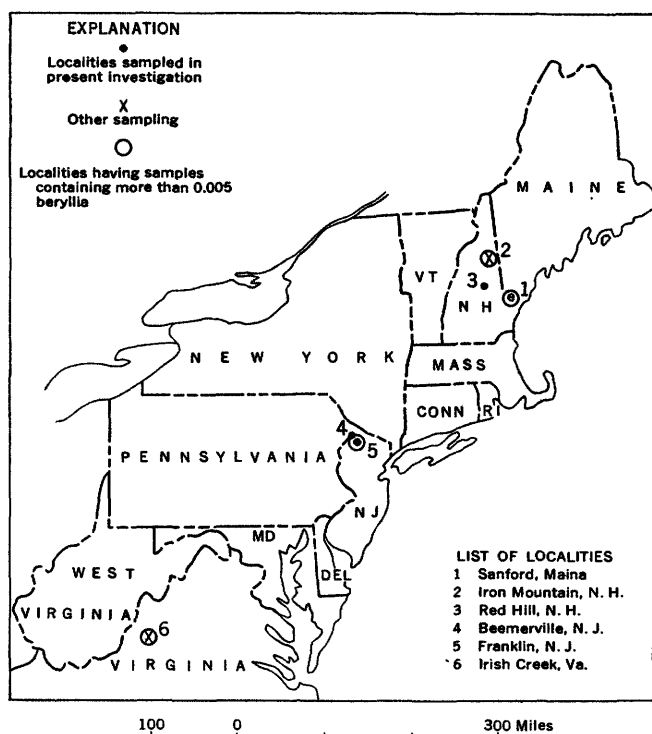 EXPLANATION
Localities sampled in
present investigation
X
Other sampling
Localities having samples
containing more than 0.005
beryllia
MAINE
2
VT
3
1
NH
NEW YORK
MASS
CONN
RI
4
5
PENNSYLVANIA
NJ
MD
WEST
VIRGINIA
DEL
6
VIRGINIA
LIST OF LOCALITIES
1 Sanford, Maina
2 Iron Mountain, N. H.
3 Red Hill, N. H.
4 Beemerville, N. J.
5 Franklin, N. J.
6 Irish Creek, Va.
100 0 300 Miles